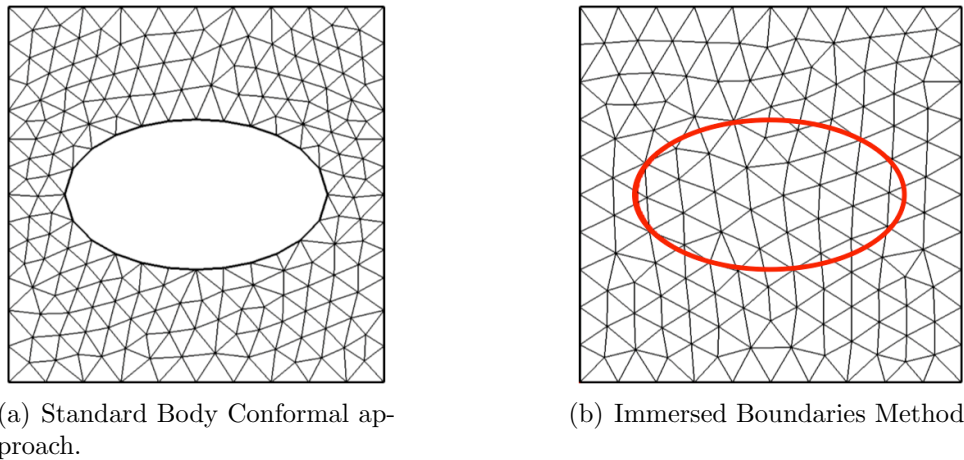 (a) Standard Body Conformal ap-
proach.
(b) Immersed Boundaries Method